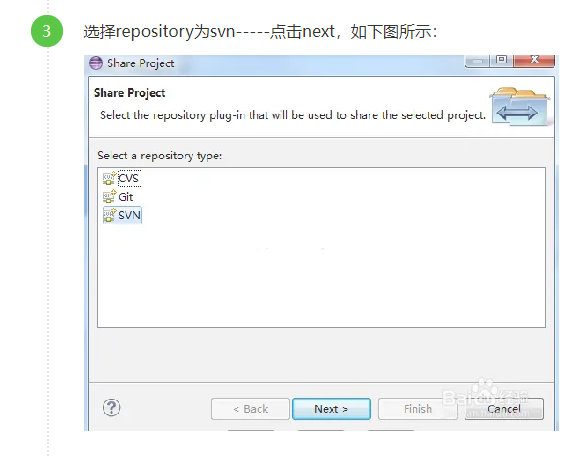 3
选择repository为svn-----点击next，如下图所示：
Share Project
Share Project
Select the repository plug-in that will be used to share the selected project.
Select a repository type:
CVS
Git
SVN
?
< Back
Next >
Finish
Cancel
Baidu经验